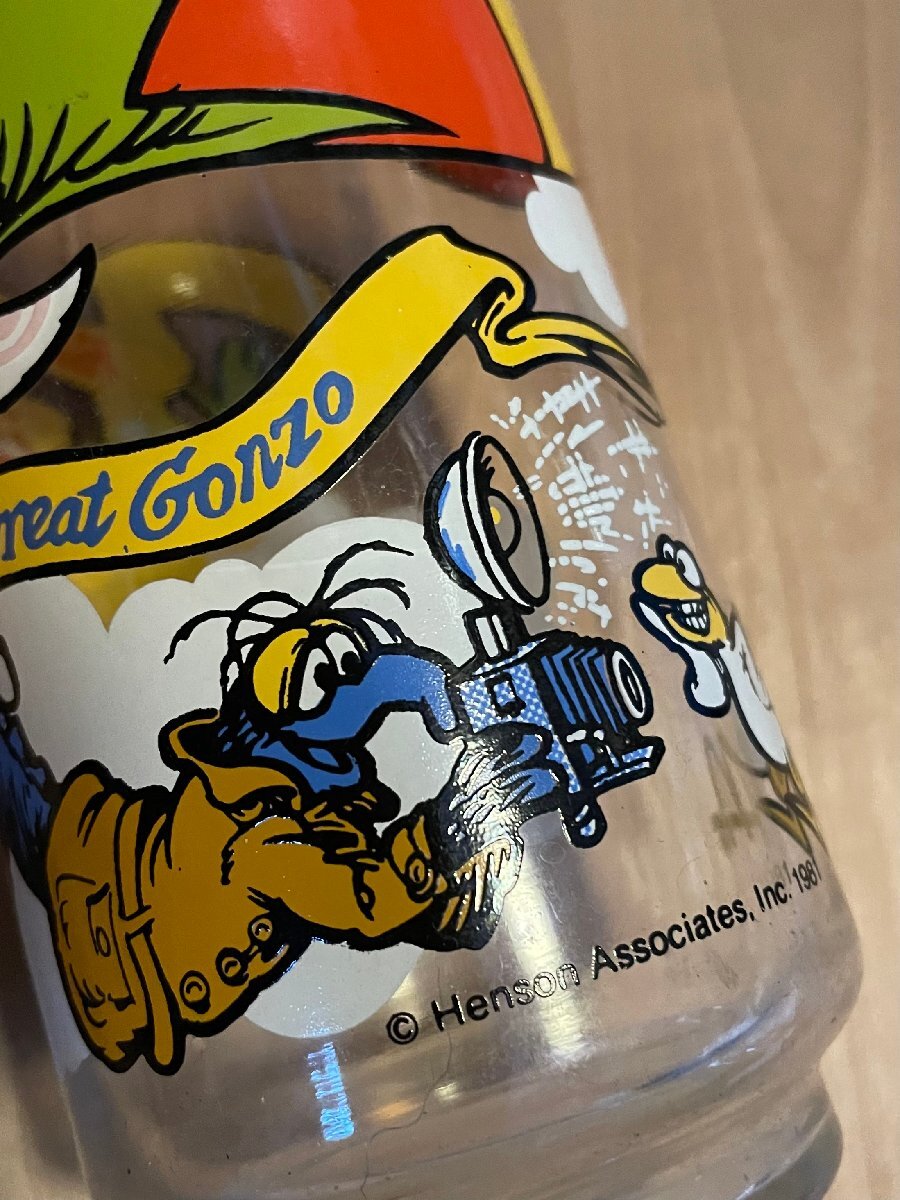 reat Gonzo
© Henson Associates, Inc. 1981